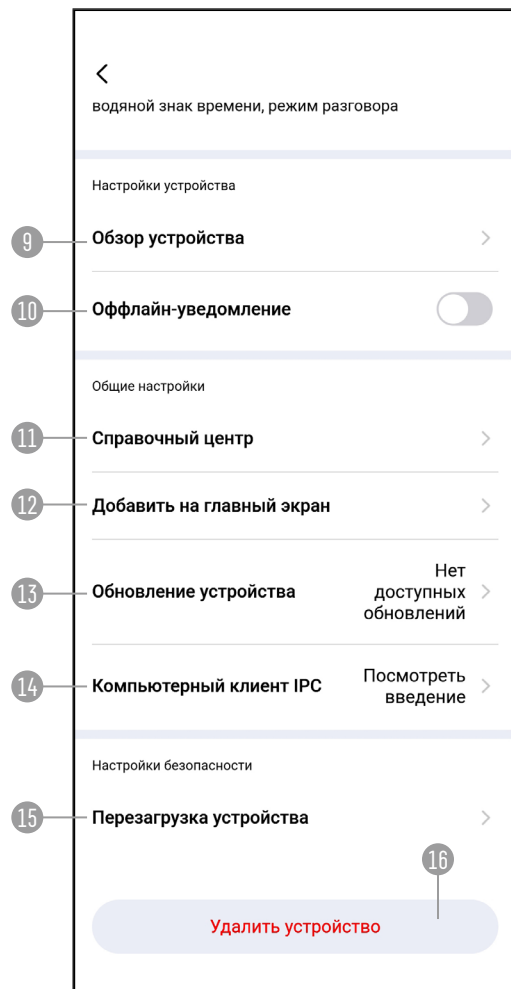 водяной знак времени, режим разговора
Настройки устройства
9
Обзор устройства
10
Оффлайн-уведомление
Общие настройки
11
Справочный центр
12
Добавить на главный экран
13
Обновление устройства
Нет
доступных
обновлений
14
Компьютерный клиент IPC
Посмотреть
введение
Настройки безопасности
15
Перезагрузка устройства
16
Удалить устройство